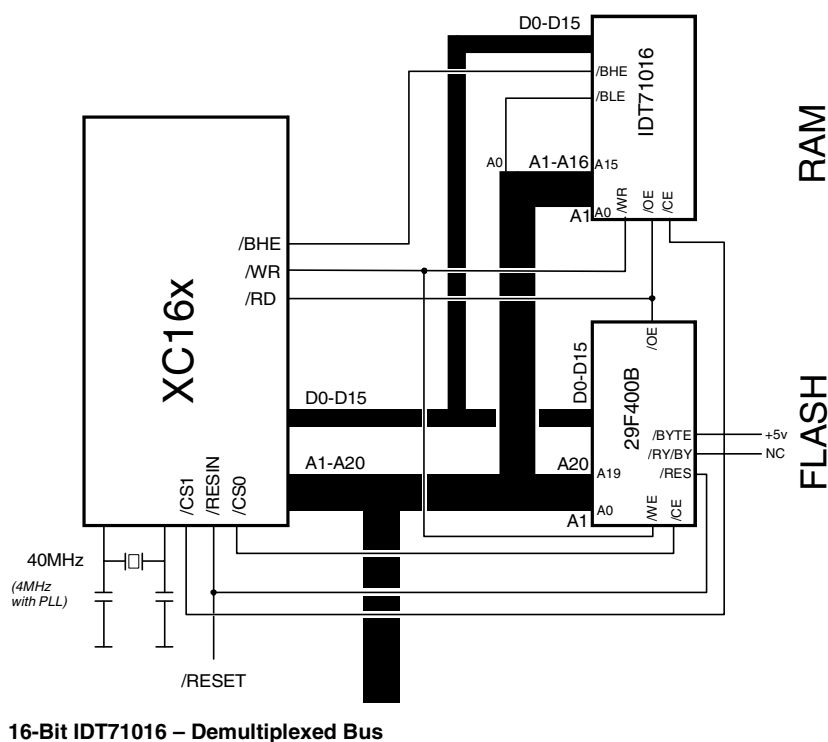 D0-D15
/BHE
/BLE
IDT71016
RAM
A0
A1-A16
A15
A1
A0
/WR
/OE
/CE
/BHE
/WR
/RD
XC16x
/OE
D0-D15
29F400B
FLASH
D0-D15
/BYTE
+5v
/RY/BY
NC
/RES
A1-A20
A20
A19
A1
A0
/WE
/CE
/CS1
/RESIN
/CS0
40MHz
(4MHz
with PLL)
/RESET
16-Bit IDT71016 – Demultiplexed Bus